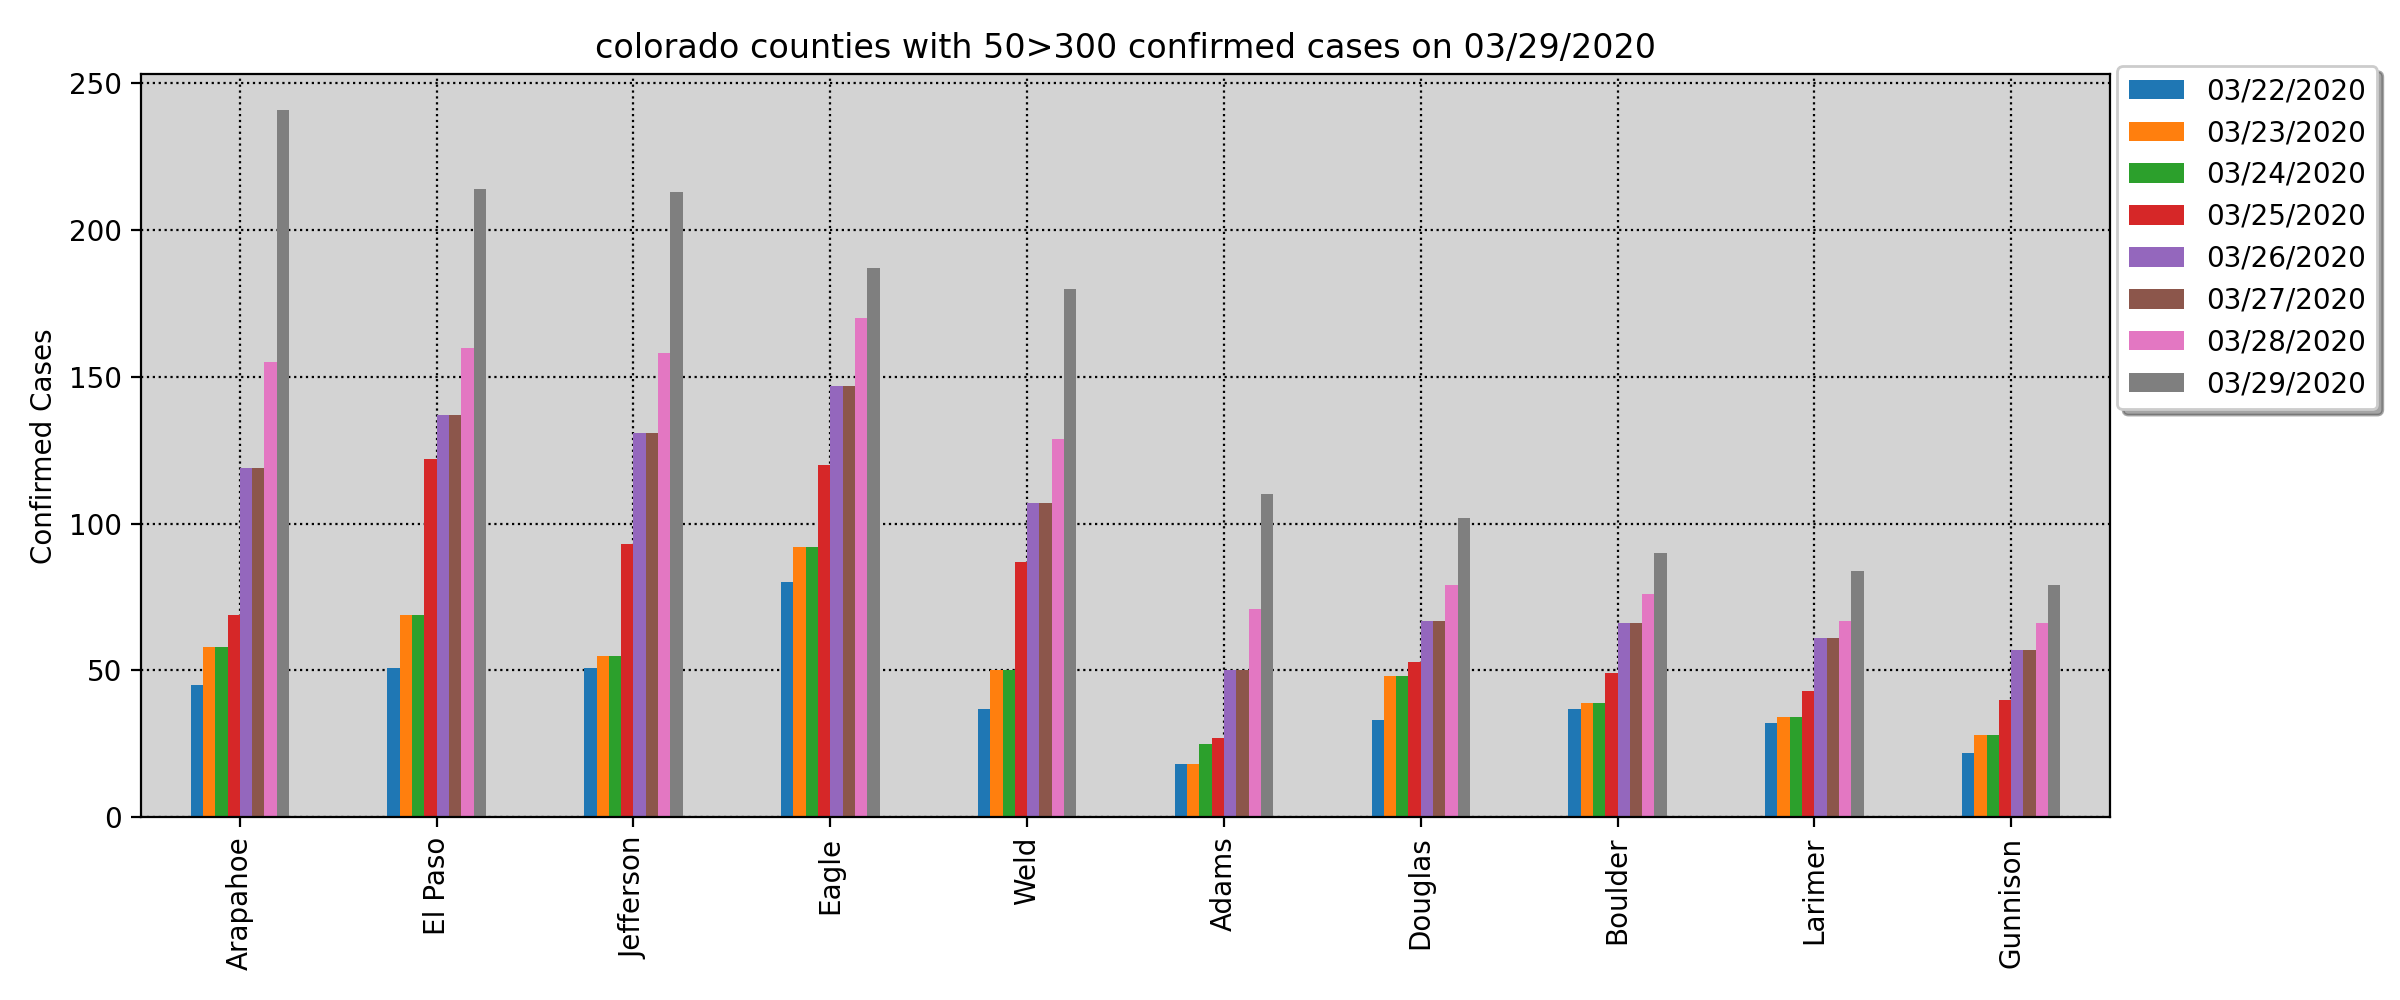 colorado counties with 50>300 confirmed cases on 03/29/2020
250
200
150
100
50
0
Confirmed Cases
Arapahoe
El Paso
Jefferson
Eagle
Weld
Adams
Douglas
Boulder
Larimer
Gunnison
03/22/2020
03/23/2020
03/24/2020
03/25/2020
03/26/2020
03/27/2020
03/28/2020
03/29/2020